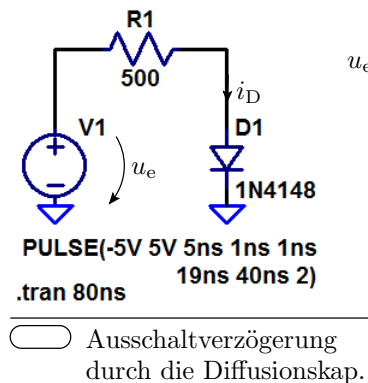 R1
500
u_e
i_D
V1
D1
u_e
1N4148
PULSE(-5V 5V 5ns 1ns 1ns
19ns 40ns 2)
.tran 80ns
Ausschaltverzögerung
durch die Diffusionskap.